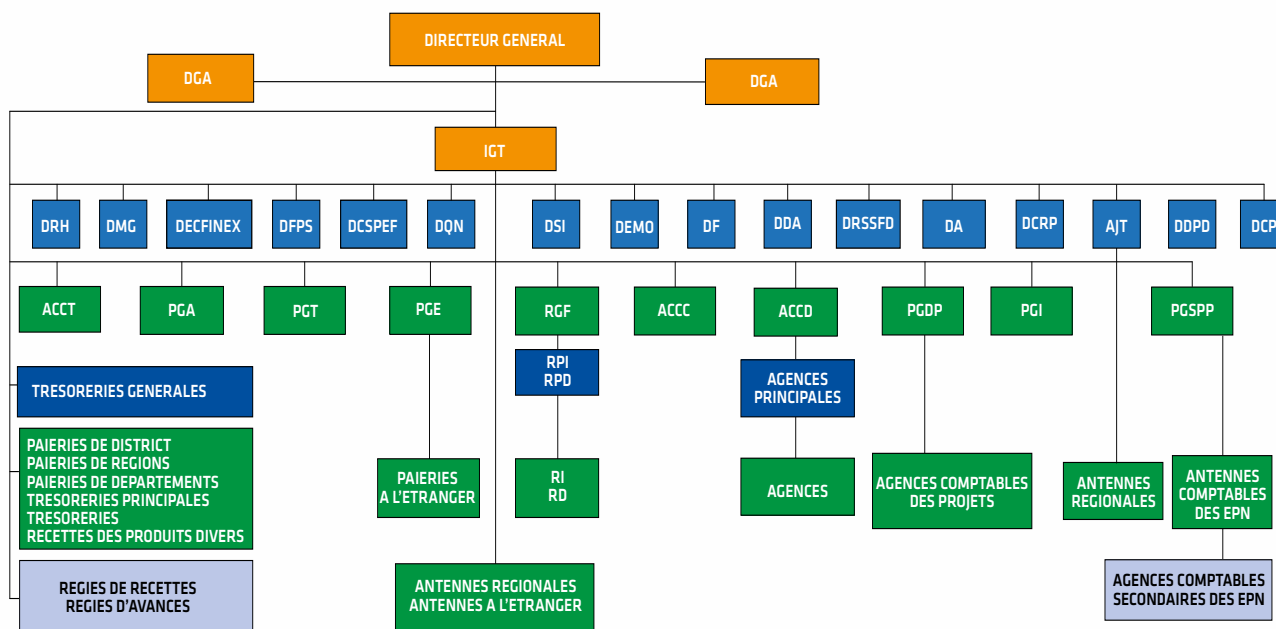 DIRECTEUR GENERAL
DGA
DGA
IGT
DRH
DMG
DECFINEX
DFPS
DCSPEF
DQN
DSI
DEMO
DF
DDA
DRSSFD
DA
DCRP
AJT
DDPD
DCP
ACCT
PGA
PGT
PGE
RGF
ACCC
ACCD
PGDP
PGI
PGSPP
RPI
RPD
TRESORERIES GENERALES
AGENCES
PRINCIPALES
PAIERIES DE DISTRICT
PAIERIES DE REGIONS
PAIERIES DE DEPARTEMENTS
TRESORERIES PRINCIPALES
TRESORERIES
RECETTES DES PRODUITS DIVERS
PAIERIES
A L'ETRANGER
RI
RD
AGENCES
AGENCES COMPTABLES
DES PROJETS
ANTENNES
REGIONALES
ANTENNES
COMPTABLES
DES EPN
REGIES DE RECETTES
REGIES D'AVANCES
ANTENNES REGIONALES
ANTENNES A L'ETRANGER
AGENCES COMPTABLES
SECONDAIRES DES EPN